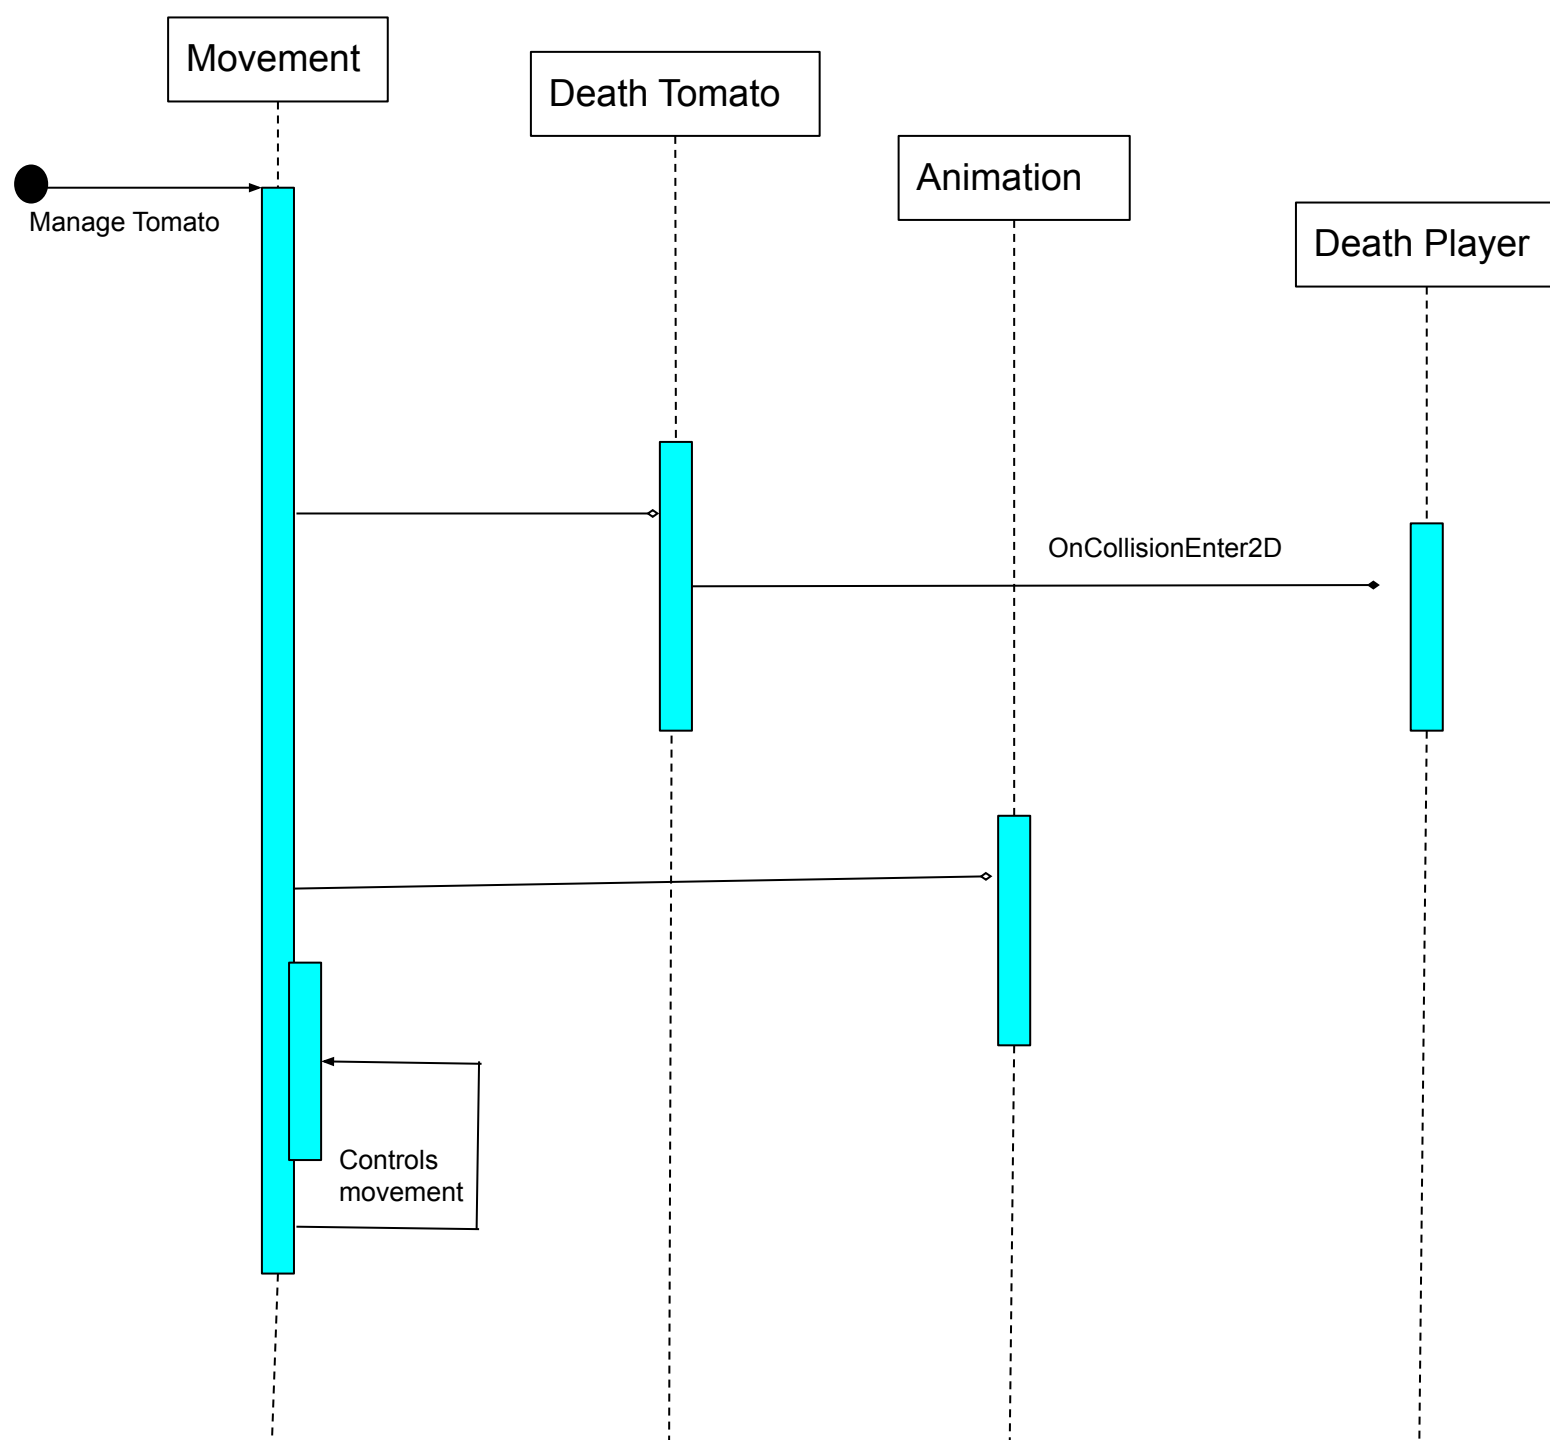 Movement
Death Tomato
Animation
Death Player
Manage Tomato
OnCollisionEnter2D
Controls
movement